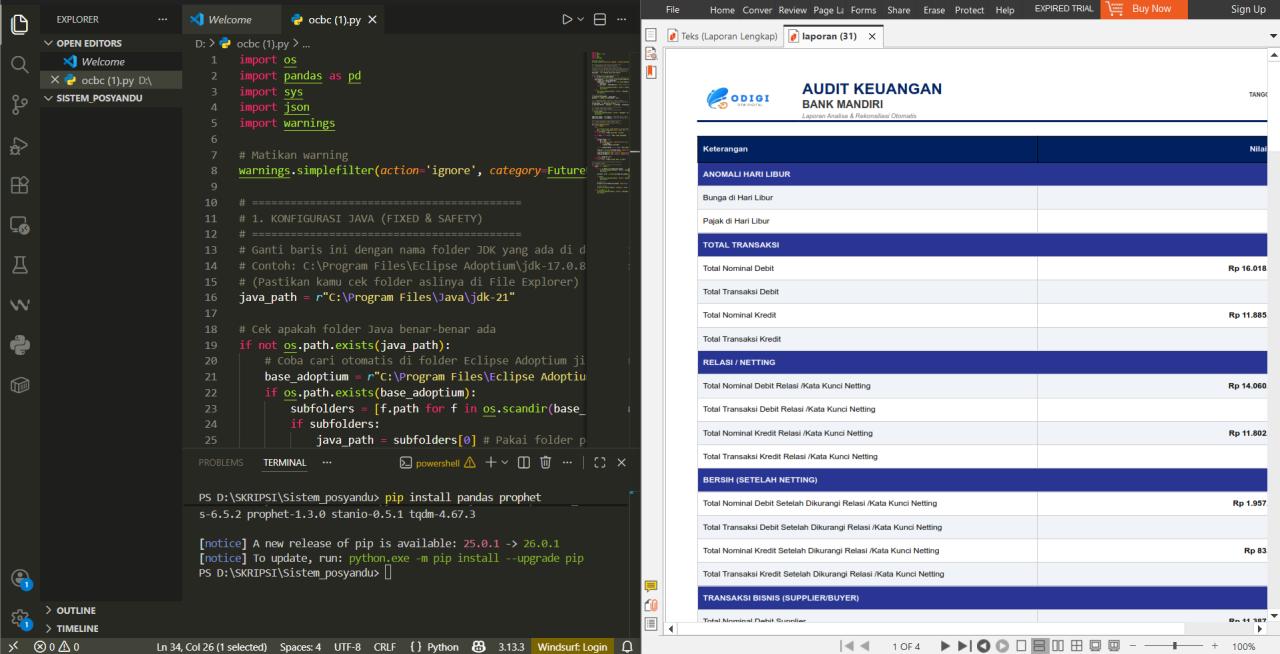 EXPLORER
OPEN EDITORS
Welcome
ocbc (1).py D:\
SISTEM_POSYANDU
OUTLINE
TIMELINE
Welcome
ocbc (1).py
D: > ocbc (1).py > ...
1 import os
2 import pandas as pd
3 import sys
4 import json
5 import warnings
6
7 # Matikan warning
8 warnings.simplefilter(action='ignore', category=Future
9
10 # =========================================
11 # 1. KONFIGURASI JAVA (FIXED & SAFETY)
12 # =========================================
13 # Ganti baris ini dengan nama folder JDK yang ada di d
14 # Contoh: C:\Program Files\Eclipse Adoptium\jdk-17.0.8
15 # (Pastikan kamu cek folder aslinya di File Explorer)
16 java_path = r"C:\Program Files\Java\jdk-21"
17
18 # Cek apakah folder Java benar-benar ada
19 if not os.path.exists(java_path):
20 # Coba cari otomatis di folder Eclipse Adoptium ji
21 base_adoptium = r"C:\Program Files\Eclipse Adoptiu
22 if os.path.exists(base_adoptium):
23 subfolders = [f.path for f in os.scandir(base_
24 if subfolders:
25 java_path = subfolders[0] # Pakai folder p
PROBLEMS TERMINAL ... powershell
PS D:\SKRIPSI\Sistem_posyandu> pip install pandas prophet
s-6.5.2 prophet-1.3.0 stanio-0.5.1 tqdm-4.67.3
[notice] A new release of pip is available: 25.0.1 -> 26.0.1
[notice] To update, run: python.exe -m pip install --upgrade pip
PS D:\SKRIPSI\Sistem_posyandu>
0 0 Ln 34, Col 26 (1 selected) Spaces: 4 UTF-8 CRLF { } Python 3.13.3 Windsurf: Login
File Home Conver Review Page La Forms Share Erase Protect Help EXPIRED TRIAL Buy Now Sign Up
Teks (Laporan Lengkap) laporan (31)
ODIGI
AUDIT KEUANGAN
BANK MANDIRI
Laporan Analisa & Rekonsiliasi Otomatis
TANGG
Keterangan Nilai
ANOMALI HARI LIBUR
Bunga di Hari Libur
Pajak di Hari Libur
TOTAL TRANSAKSI
Total Nominal Debit Rp 16.018
Total Transaksi Debit
Total Nominal Kredit Rp 11.885
Total Transaksi Kredit
RELASI / NETTING
Total Nominal Debit Relasi /Kata Kunci Netting Rp 14.060
Total Transaksi Debit Relasi /Kata Kunci Netting
Total Nominal Kredit Relasi /Kata Kunci Netting Rp 11.802
Total Transaksi Kredit Relasi /Kata Kunci Netting
BERSIH (SETELAH NETTING)
Total Nominal Debit Setelah Dikurangi Relasi /Kata Kunci Netting Rp 1.957
Total Transaksi Debit Setelah Dikurangi Relasi /Kata Kunci Netting
Total Nominal Kredit Setelah Dikurangi Relasi /Kata Kunci Netting Rp 83
Total Transaksi Kredit Setelah Dikurangi Relasi /Kata Kunci Netting
TRANSAKSI BISNIS (SUPPLIER/BUYER)
Total Nominal Debit Supplier Rp 11.387
1 OF 4 100%